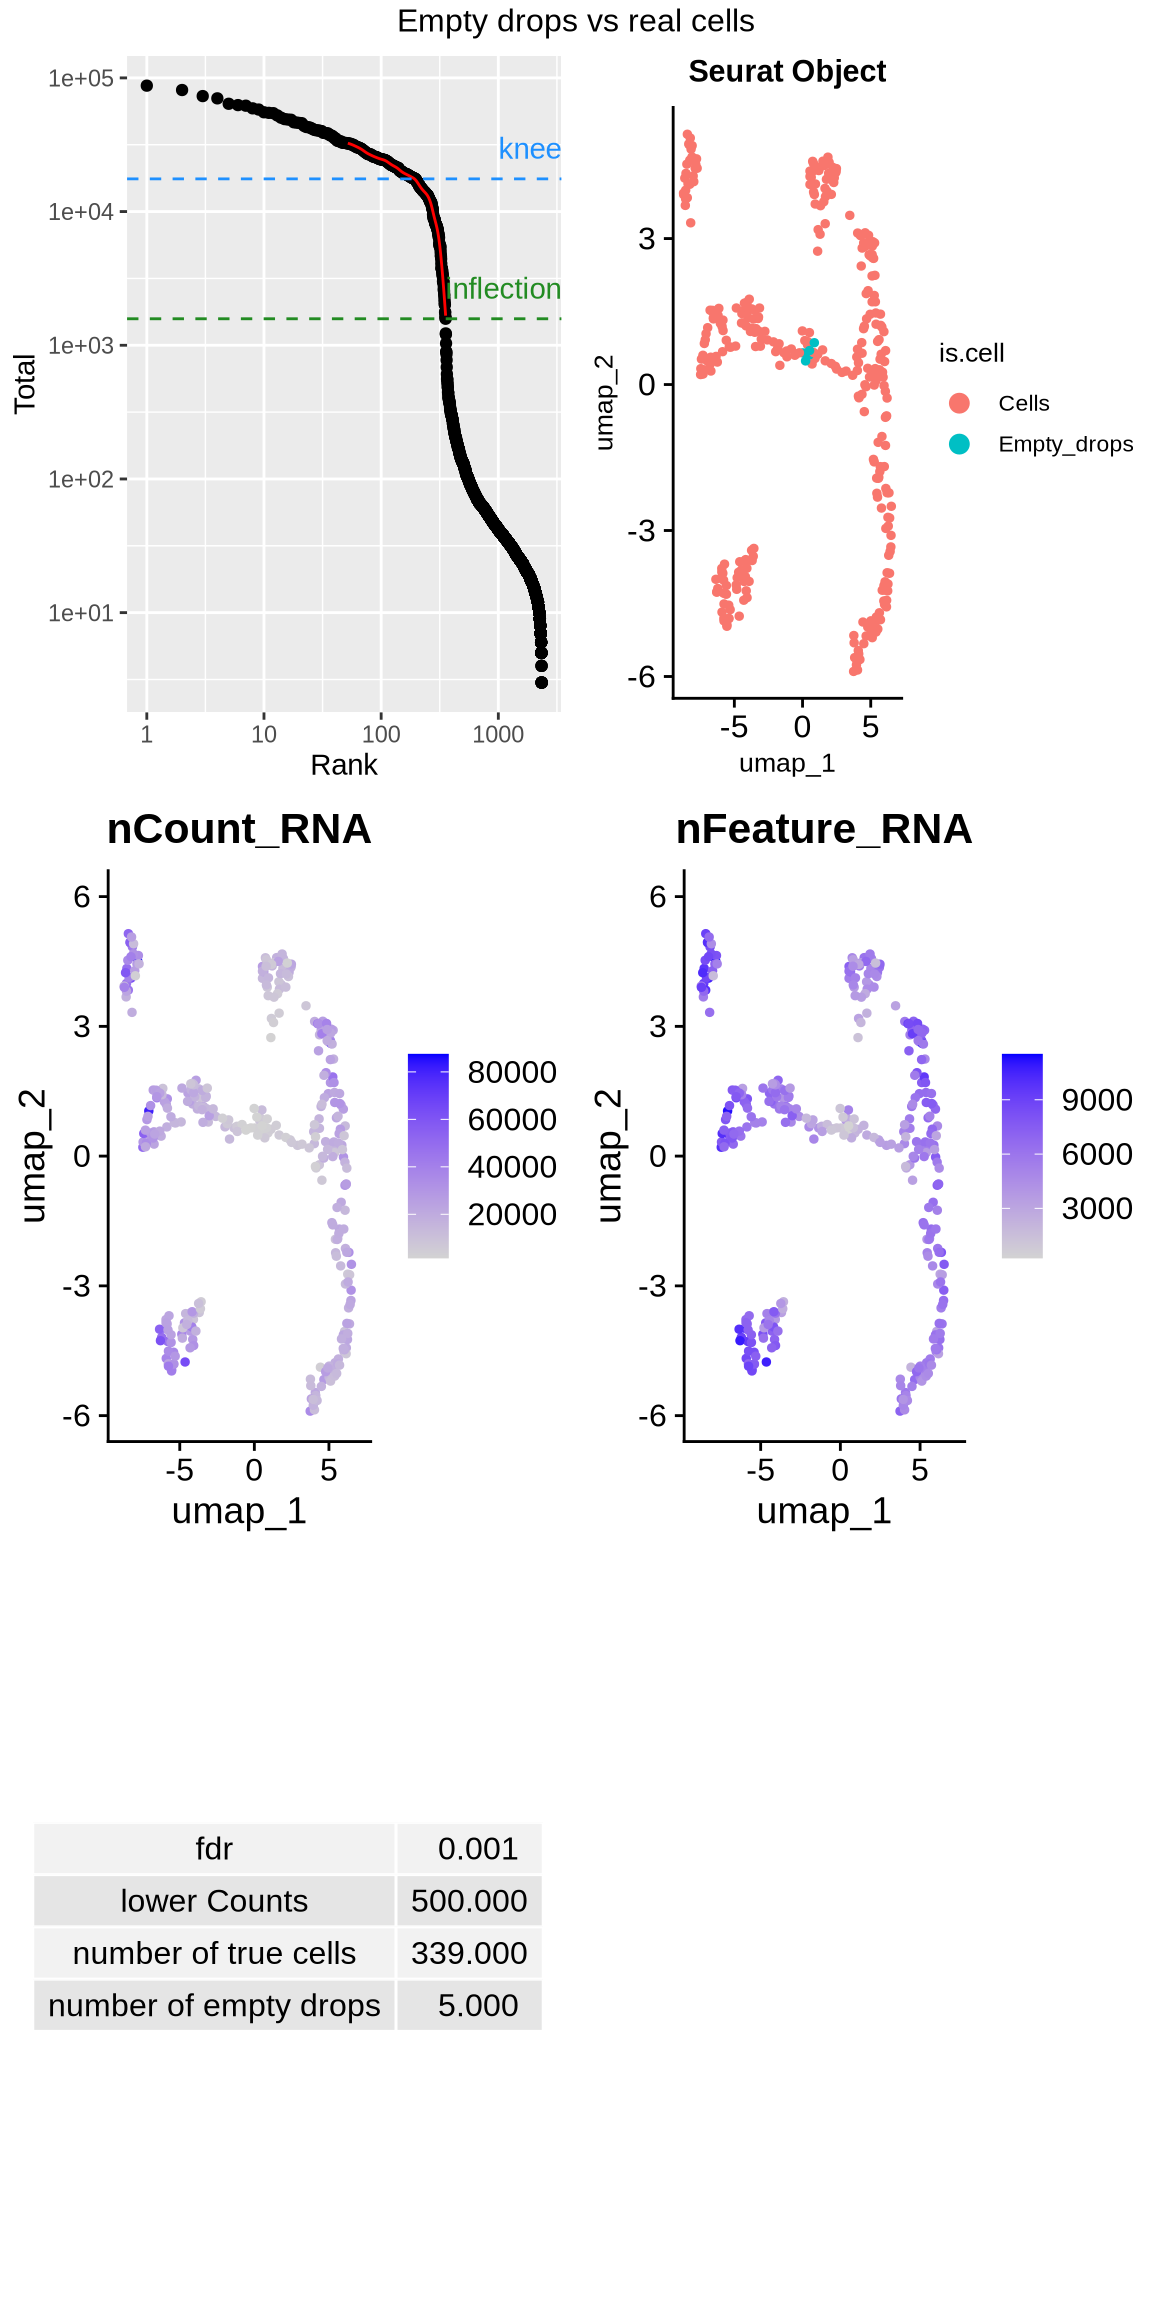 Empty drops vs real cells
1e+05
1e+04
1e+03
1e+02
1e+01
Total
knee
inflection
1
10
100
1000
Rank
Seurat Object
3
0
-3
-6
umap_2
-5
0
5
umap_1
is.cell
Cells
Empty_drops
nCount_RNA
6
3
0
-3
-6
umap_2
-5
0
5
umap_1
80000
60000
40000
20000
nFeature_RNA
6
3
0
-3
-6
umap_2
-5
0
5
umap_1
9000
6000
3000
fdr 0.001
lower Counts 500.000
number of true cells 339.000
number of empty drops 5.000